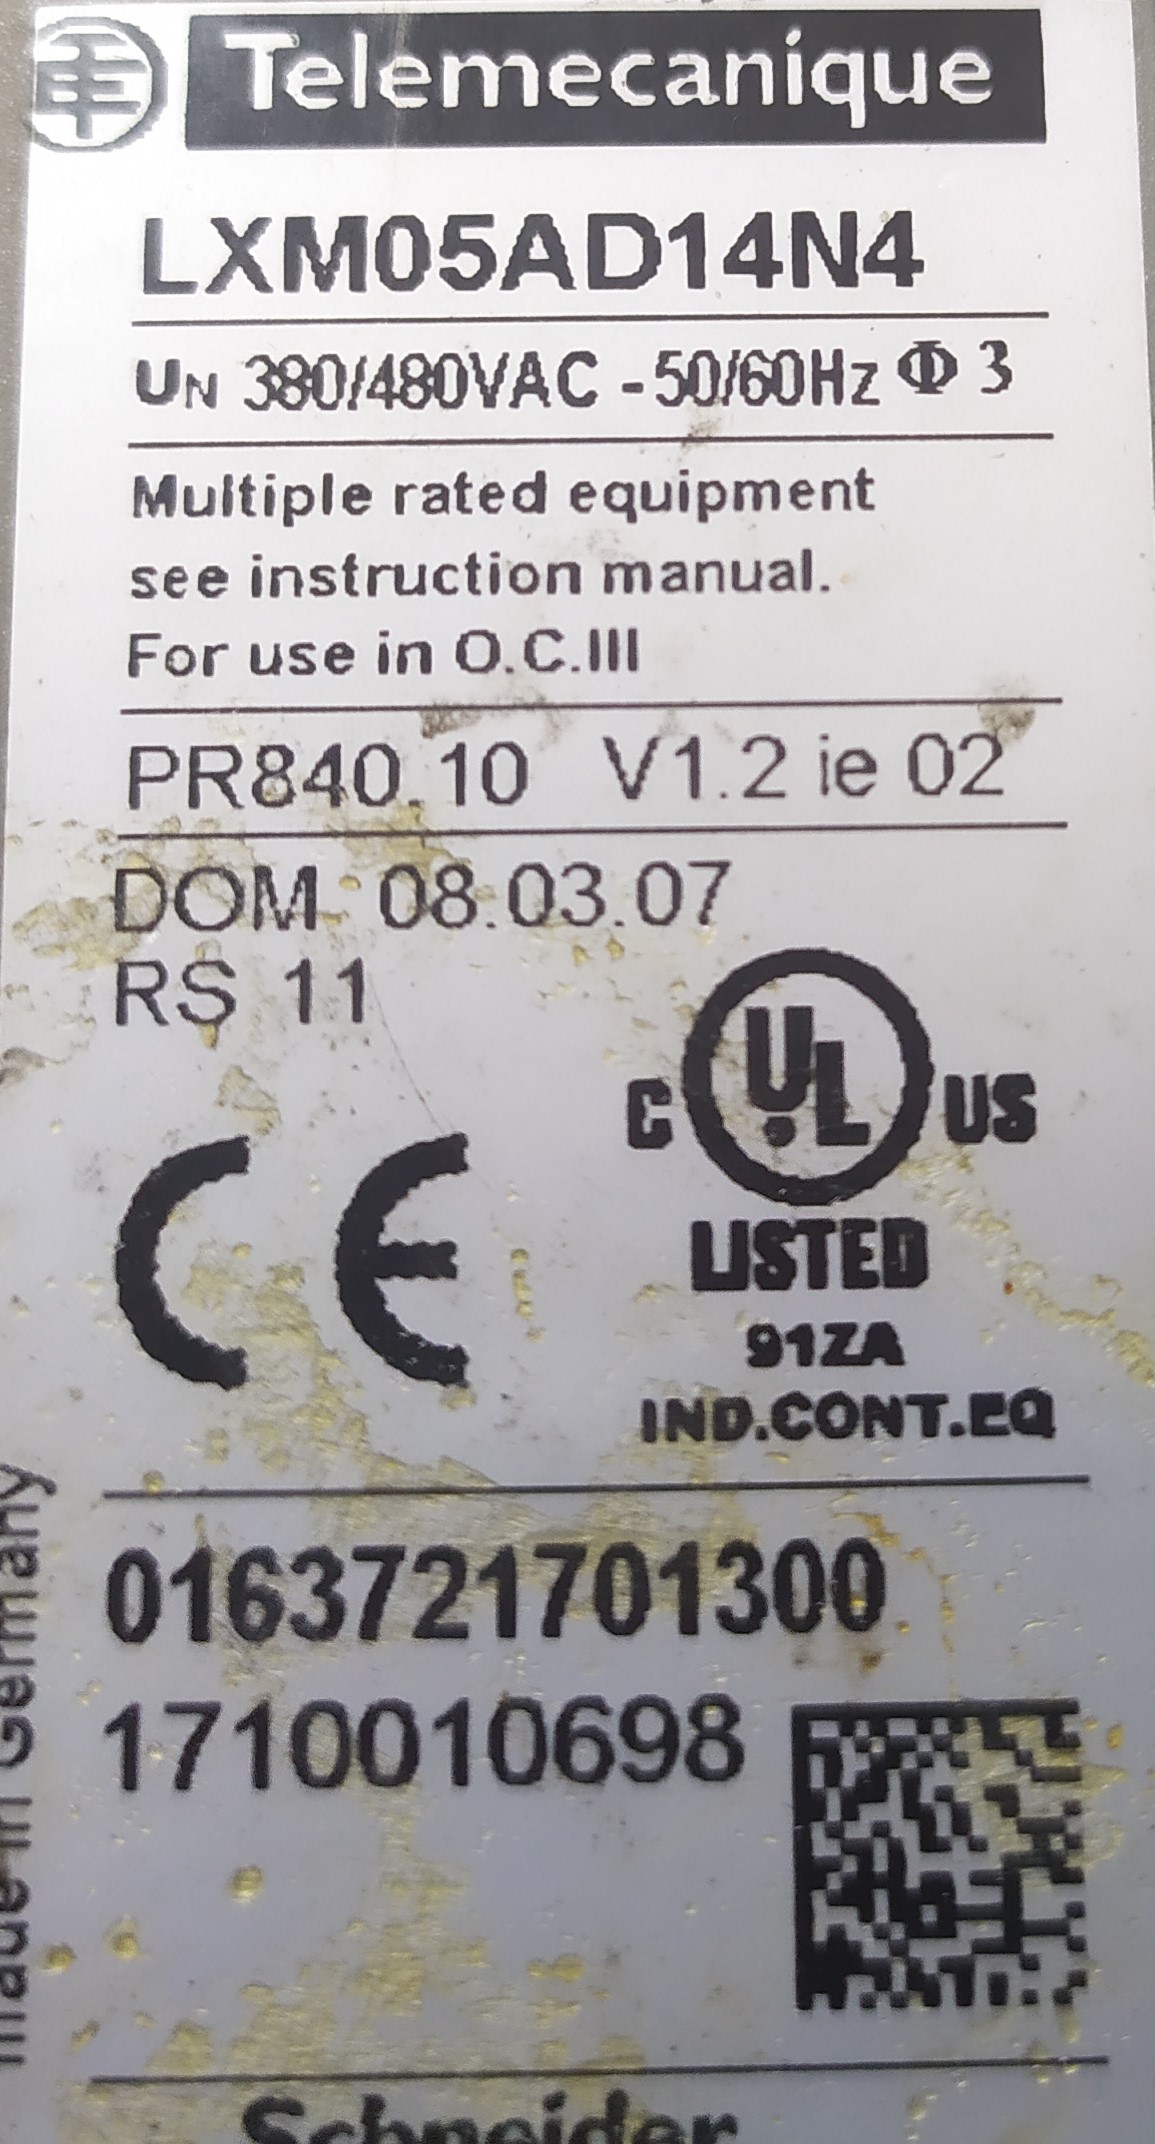 Telemecanique
LXM05AD14N4
UN 380/480VAC - 50/60Hz Φ 3
Multiple rated equipment
see instruction manual.
For use in O.C.III
PR840.10 V1.2 ie 02
DOM 08.03.07
RS 11
CE
C UL US
LISTED
91ZA
IND.CONT.EQ
made in Germany
0163721701300
1710010698
Schneider